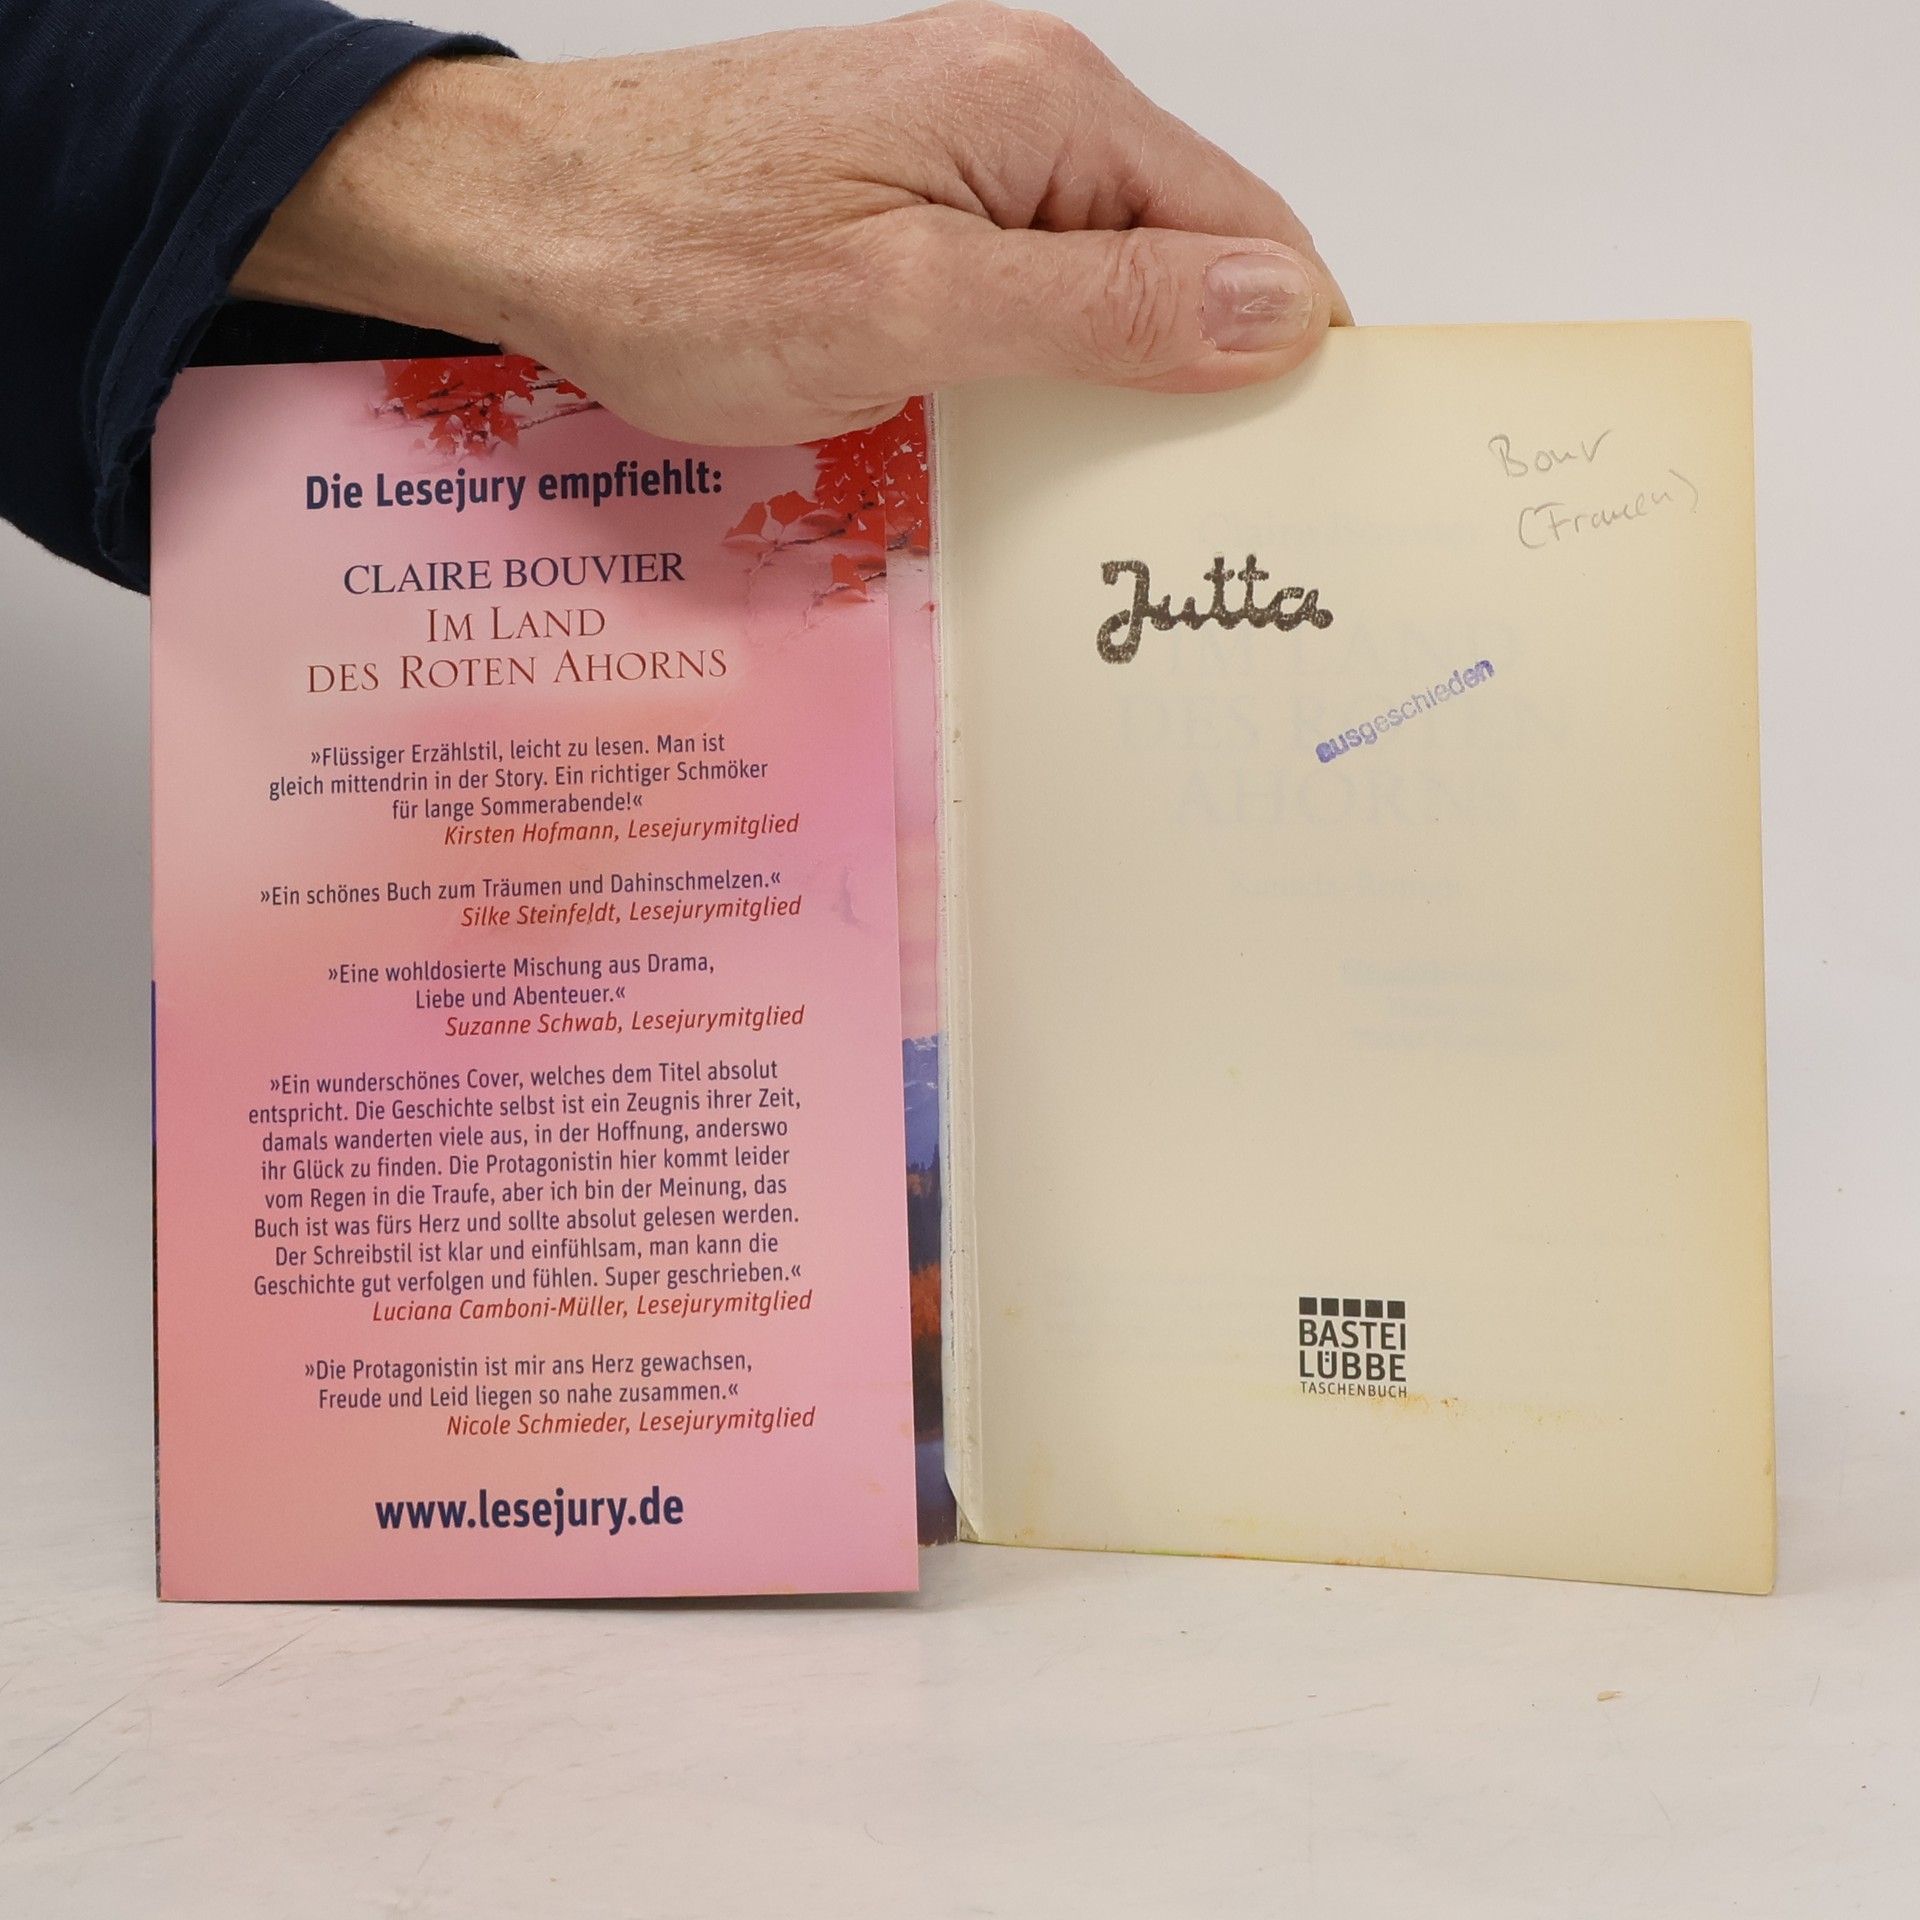 Die Lesejury empfiehlt:
CLAIRE BOUVIER
IM LAND
DES ROTEN AHORNS
»Flüssiger Erzählstil, leicht zu lesen. Man ist
gleich mittendrin in der Story. Ein richtiger Schmöker
für lange Sommerabende!«
Kirsten Hofmann, Lesejurymitglied
»Ein schönes Buch zum Träumen und Dahinschmelzen.«
Silke Steinfeldt, Lesejurymitglied
»Eine wohldosierte Mischung aus Drama,
Liebe und Abenteuer.«
Suzanne Schwab, Lesejurymitglied
»Ein wunderschönes Cover, welches dem Titel absolut
entspricht. Die Geschichte selbst ist ein Zeugnis ihrer Zeit,
damals wanderten viele aus, in der Hoffnung, anderswo
ihr Glück zu finden. Die Protagonistin hier kommt leider
vom Regen in die Traufe, aber ich bin der Meinung, das
Buch ist was fürs Herz und sollte absolut gelesen werden.
Der Schreibstil ist klar und einfühlsam, man kann die
Geschichte gut verfolgen und fühlen. Super geschrieben.«
Luciana Camboni-Müller, Lesejurymitglied
»Die Protagonistin ist mir ans Herz gewachsen,
Freude und Leid liegen so nahe zusammen.«
Nicole Schmieder, Lesejurymitglied
www.lesejury.de
Bouv
(Frauen)
Jutta
ausgeschieden
BASTEI
LÜBBE
TASCHENBUCH